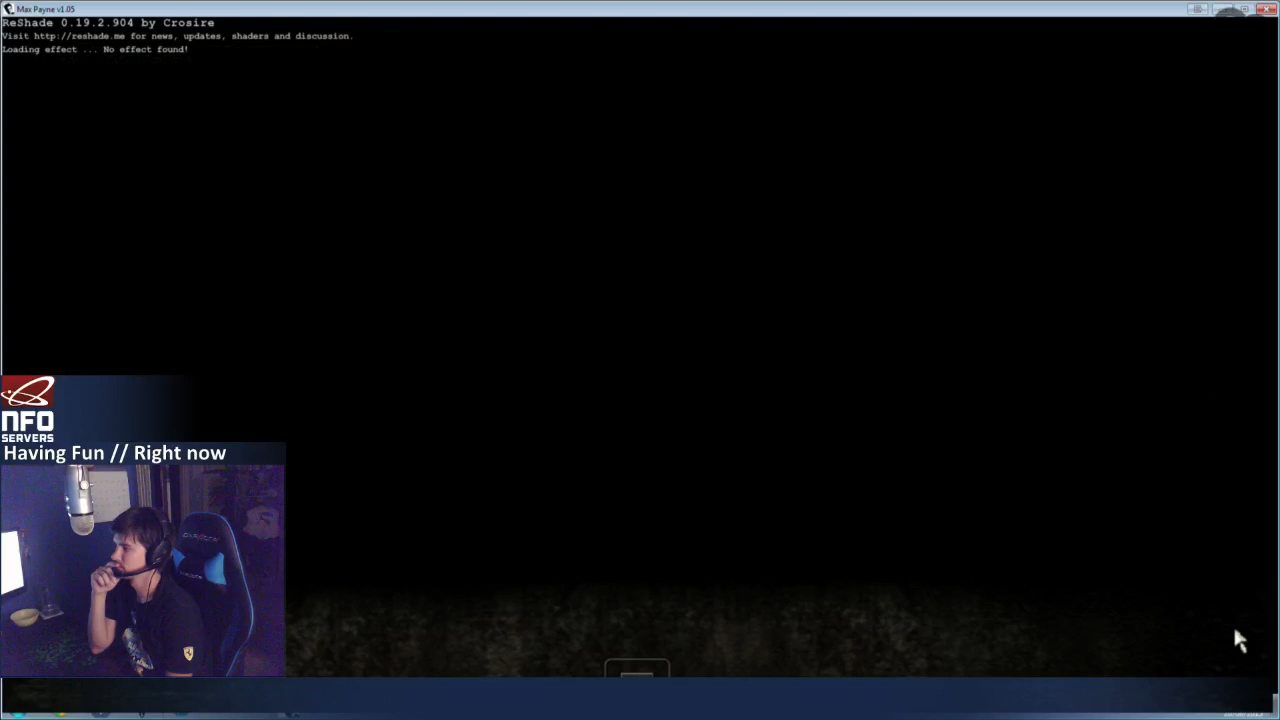 Max Payne v1.05
ReShade 0.19.2.904 by Crosire
Visit http://reshade.me for news, updates, shaders and discussion.
Loading effect ... No effect found!
NFO
SERVERS
Having Fun // Right now